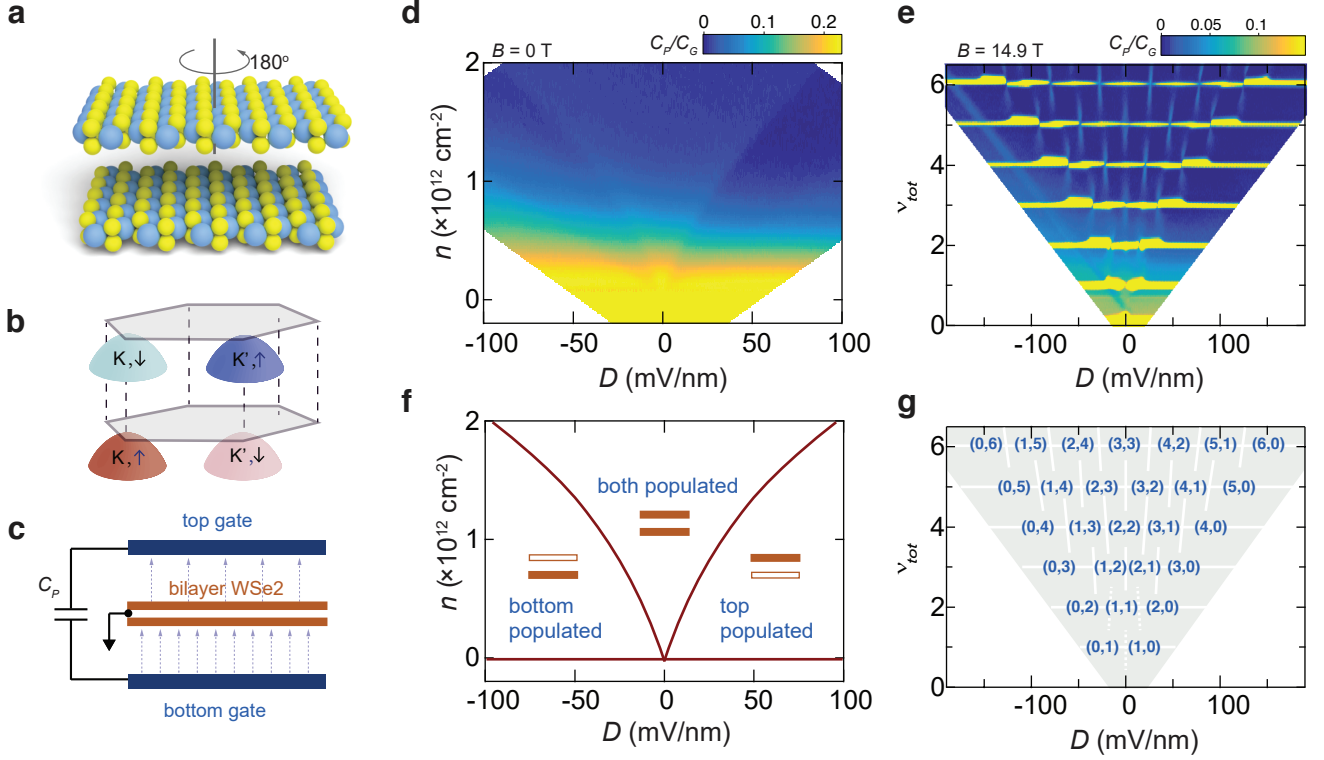 a
180°
b
K,↓
K',↑
K,↑
K',↓
c
top gate
C_P
bilayer WSe2
bottom gate
d
B = 0 T
C_P/C_G
0
0.1
0.2
n (×10^12 cm^-2)
2
1
0
-100
-50
0
50
100
D (mV/nm)
e
B = 14.9 T
C_P/C_G
0
0.05
0.1
ν_tot
6
4
2
0
-100
0
100
D (mV/nm)
f
n (×10^12 cm^-2)
2
1
0
both populated
bottom
populated
top
populated
-100
-50
0
50
100
D (mV/nm)
g
ν_tot
6
4
2
0
(0,6) (1,5) (2,4) (3,3) (4,2) (5,1) (6,0)
(0,5) (1,4) (2,3) (3,2) (4,1) (5,0)
(0,4) (1,3) (2,2) (3,1) (4,0)
(0,3) (1,2) (2,1) (3,0)
(0,2) (1,1) (2,0)
(0,1) (1,0)
-100
0
100
D (mV/nm)